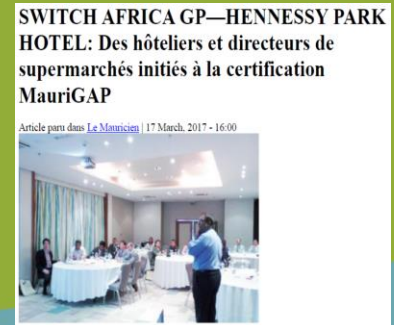 SWITCH AFRICA GP—HENNESSY PARK
HOTEL: Des hôteliers et directeurs de
supermarchés initiés à la certification
MauriGAP
Article paru dans Le Mauricien | 17 March, 2017 - 16:00